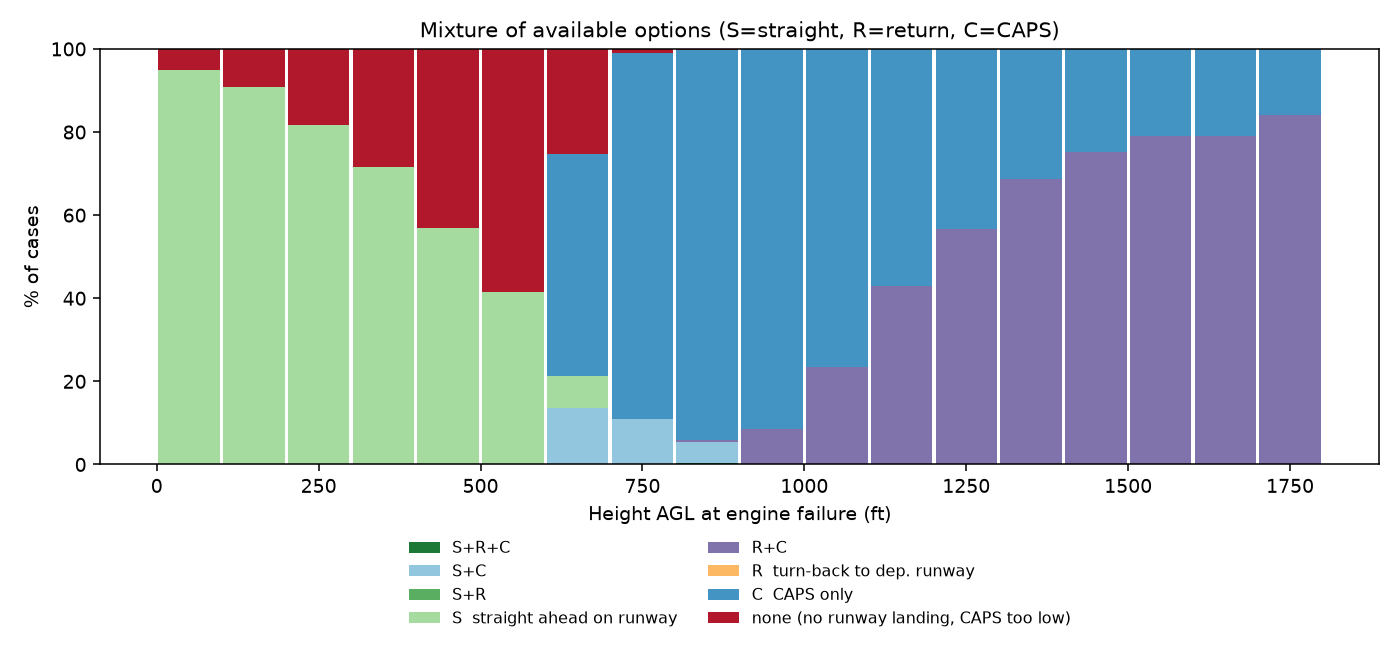 Mixture of available options (S=straight, R=return, C=CAPS)
100
80
60
40
20
0
% of cases
0 250 500 750 1000 1250 1500 1750
Height AGL at engine failure (ft)
S+R+C
S+C
S+R
S  straight ahead on runway
R+C
R  turn-back to dep. runway
C  CAPS only
none (no runway landing, CAPS too low)